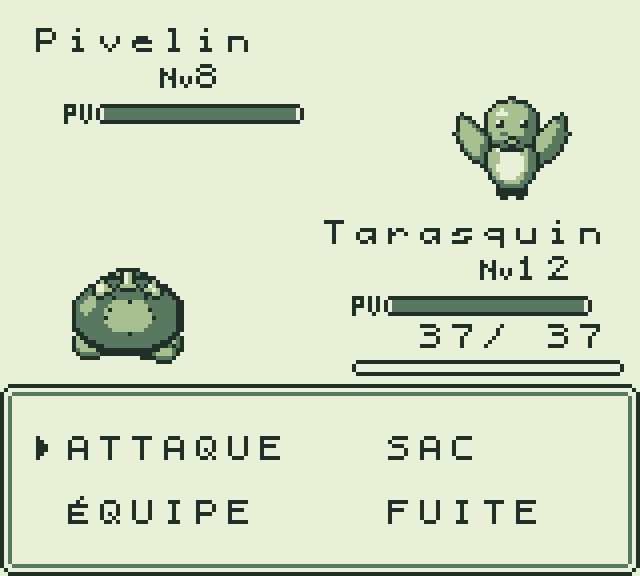 Pivelin
Nv8
PV
Tarasquin
Nv12
PV
37/ 37
ATTAQUE SAC
ÉQUIPE FUITE